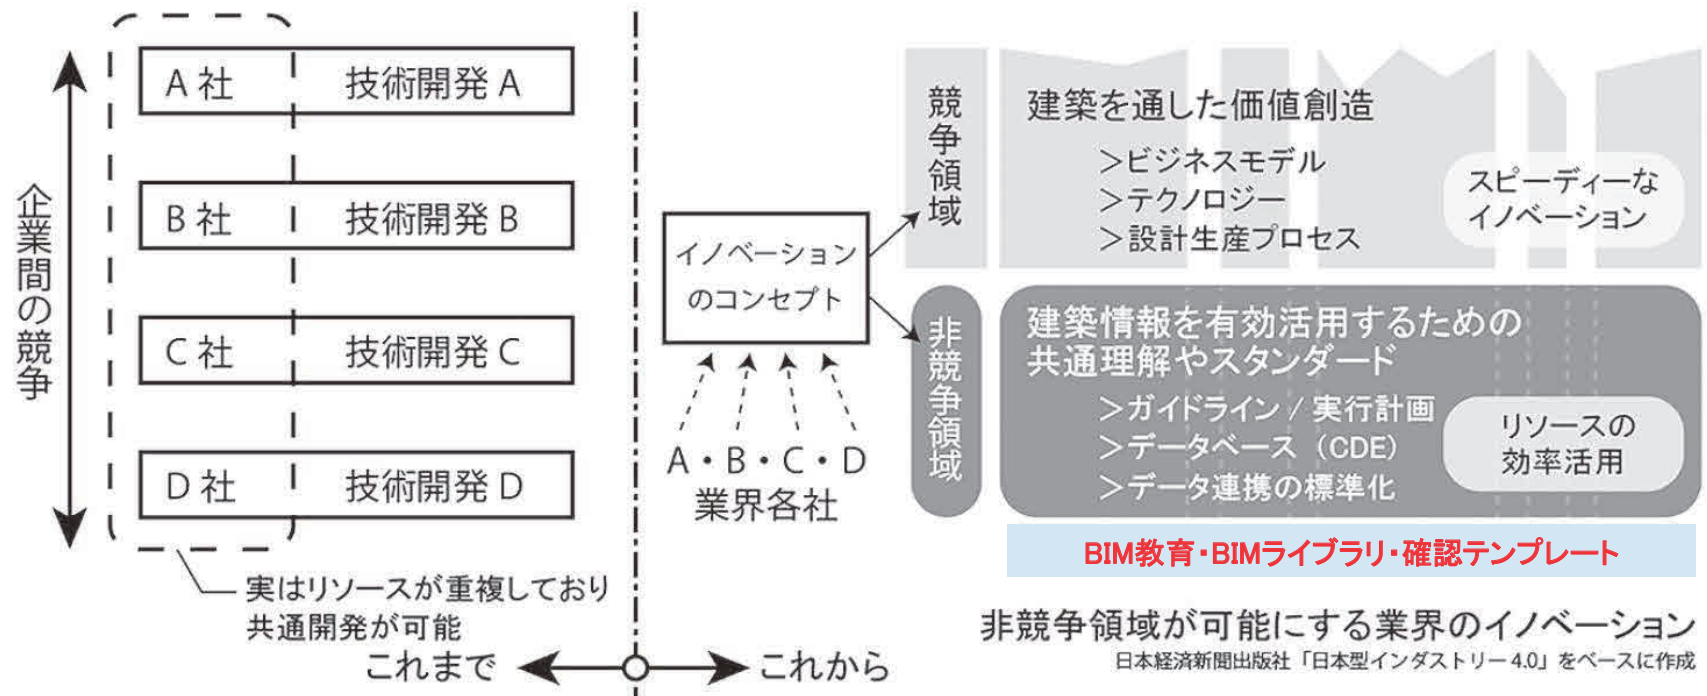 企業間の競争
A 社
技術開発 A
B 社
技術開発 B
C 社
技術開発 C
D 社
技術開発 D
実はリソースが重複しており
共通開発が可能
これまで
これから
イノベーション
のコンセプト
A・B・C・D
業界各社
競争領域
建築を通した価値創造
＞ビジネスモデル
＞テクノロジー
＞設計生産プロセス
スピーディーな
イノベーション
非競争領域
建築情報を有効活用するための
共通理解やスタンダード
＞ガイドライン / 実行計画
＞データベース（CDE）
＞データ連携の標準化
リソースの
効率活用
BIM教育・BIMライブラリ・確認テンプレート
非競争領域が可能にする業界のイノベーション
日本経済新聞出版社「日本型インダストリー 4.0」をベースに作成